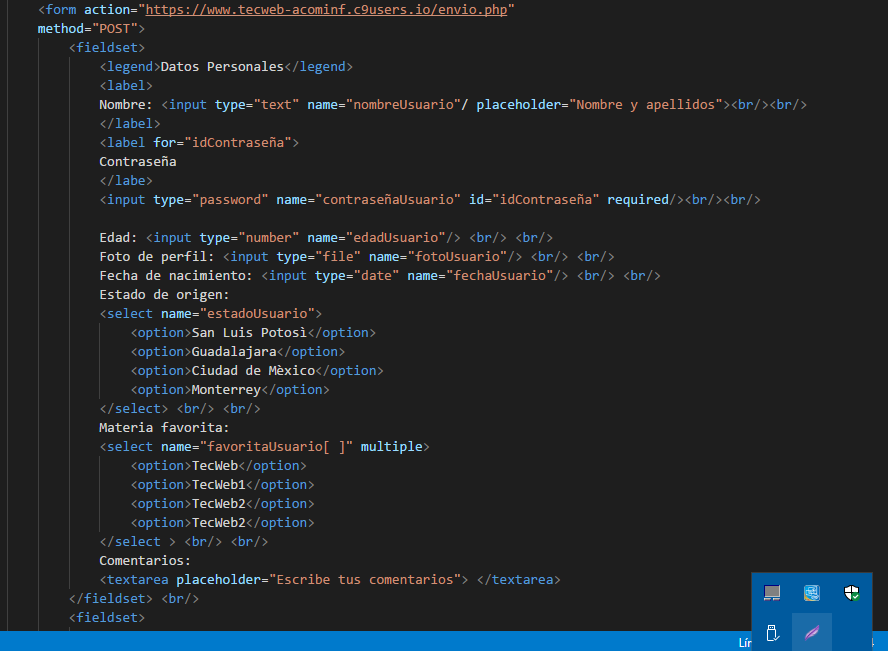 <form action="https://www.tecweb-acominf.c9users.io/envio.php"
method="POST">
<fieldset>
<legend>Datos Personales</legend>
<label>
Nombre: <input type="text" name="nombreUsuario"/ placeholder="Nombre y apellidos"><br/><br/>
</label>
<label for="idContraseña">
Contraseña
</labe>
<input type="password" name="contraseñaUsuario" id="idContraseña" required/><br/><br/>
Edad: <input type="number" name="edadUsuario"/> <br/> <br/>
Foto de perfil: <input type="file" name="fotoUsuario"/> <br/> <br/>
Fecha de nacimiento: <input type="date" name="fechaUsuario"/> <br/> <br/>
Estado de origen:
<select name="estadoUsuario">
<option>San Luis Potosì</option>
<option>Guadalajara</option>
<option>Ciudad de Mèxico</option>
<option>Monterrey</option>
</select> <br/> <br/>
Materia favorita:
<select name="favoritaUsuario[ ]" multiple>
<option>TecWeb</option>
<option>TecWeb1</option>
<option>TecWeb2</option>
<option>TecWeb2</option>
</select > <br/> <br/>
Comentarios:
<textarea placeholder="Escribe tus comentarios"> </textarea>
</fieldset> <br/>
<fieldset>